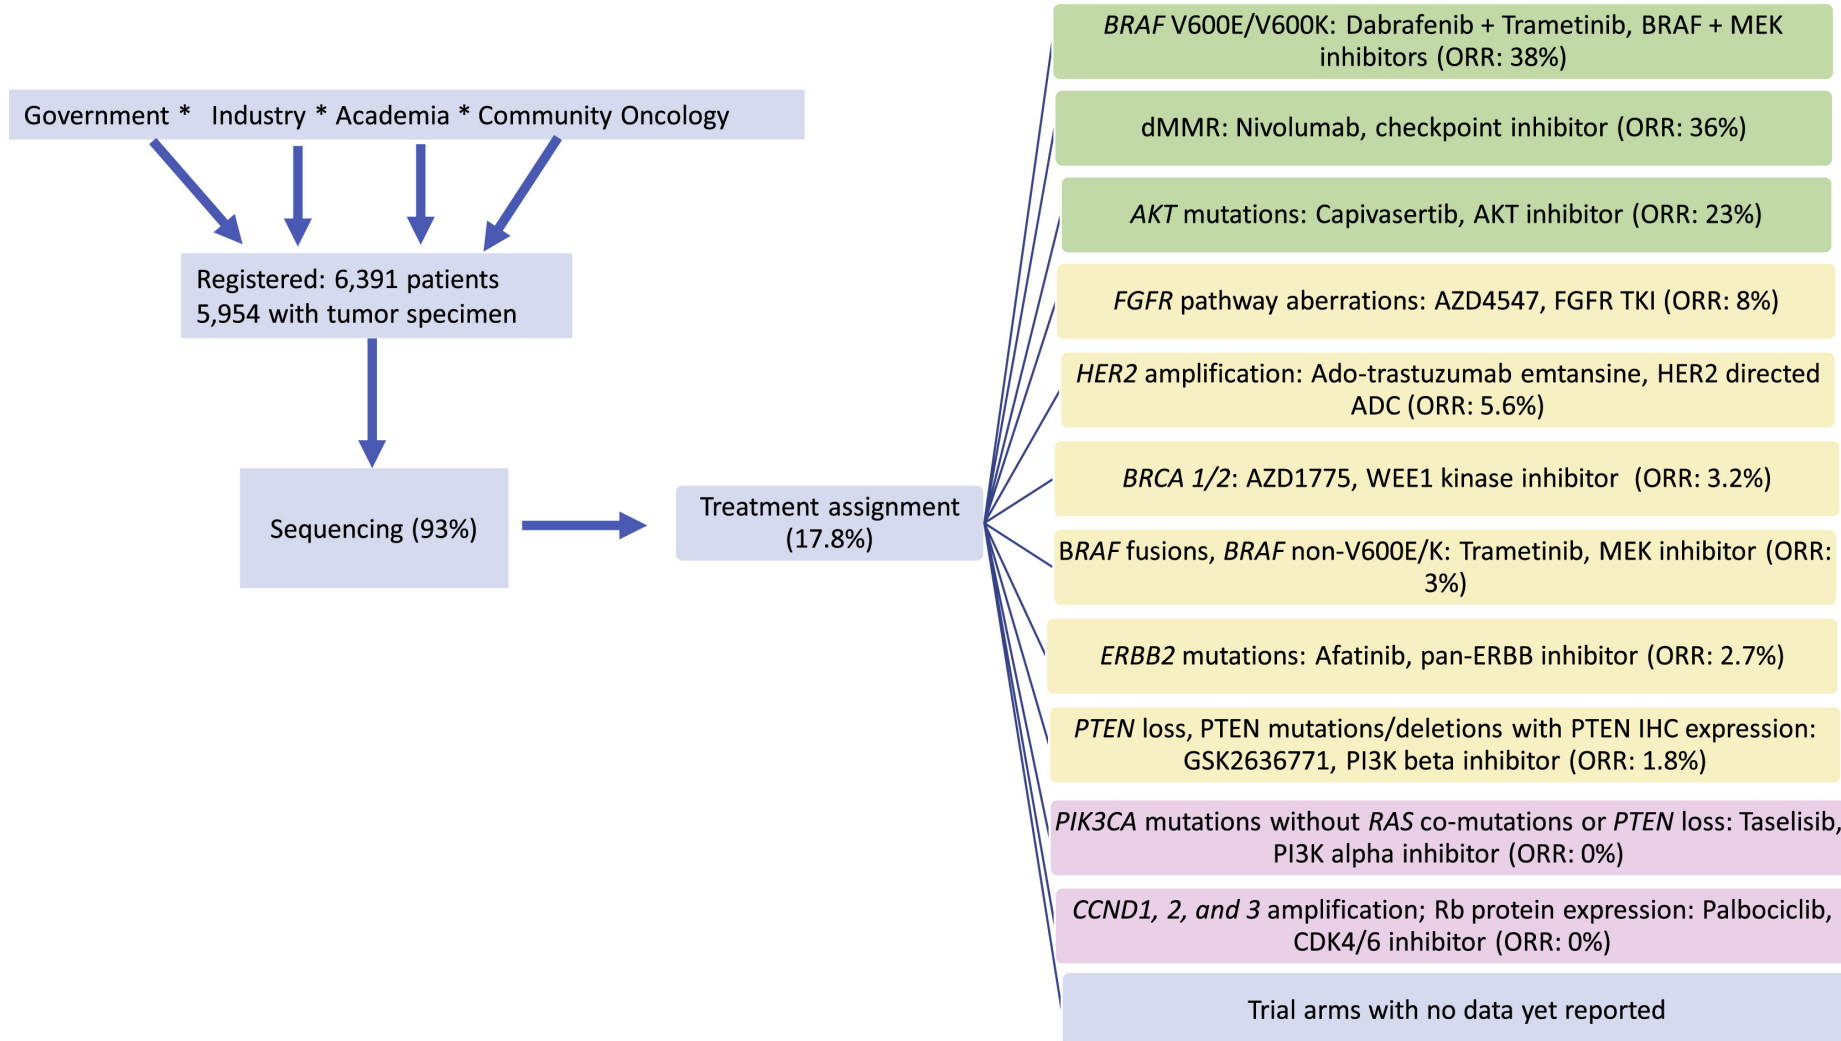 Government * Industry * Academia * Community Oncology
Registered: 6,391 patients
5,954 with tumor specimen
Sequencing (93%)
Treatment assignment
(17.8%)
BRAF V600E/V600K: Dabrafenib + Trametinib, BRAF + MEK
inhibitors (ORR: 38%)
dMMR: Nivolumab, checkpoint inhibitor (ORR: 36%)
AKT mutations: Capivasertib, AKT inhibitor (ORR: 23%)
FGFR pathway aberrations: AZD4547, FGFR TKI (ORR: 8%)
HER2 amplification: Ado-trastuzumab emtansine, HER2 directed
ADC (ORR: 5.6%)
BRCA 1/2: AZD1775, WEE1 kinase inhibitor (ORR: 3.2%)
BRAF fusions, BRAF non-V600E/K: Trametinib, MEK inhibitor (ORR:
3%)
ERBB2 mutations: Afatinib, pan-ERBB inhibitor (ORR: 2.7%)
PTEN loss, PTEN mutations/deletions with PTEN IHC expression:
GSK2636771, PI3K beta inhibitor (ORR: 1.8%)
PIK3CA mutations without RAS co-mutations or PTEN loss: Taselisib,
PI3K alpha inhibitor (ORR: 0%)
CCND1, 2, and 3 amplification; Rb protein expression: Palbociclib,
CDK4/6 inhibitor (ORR: 0%)
Trial arms with no data yet reported